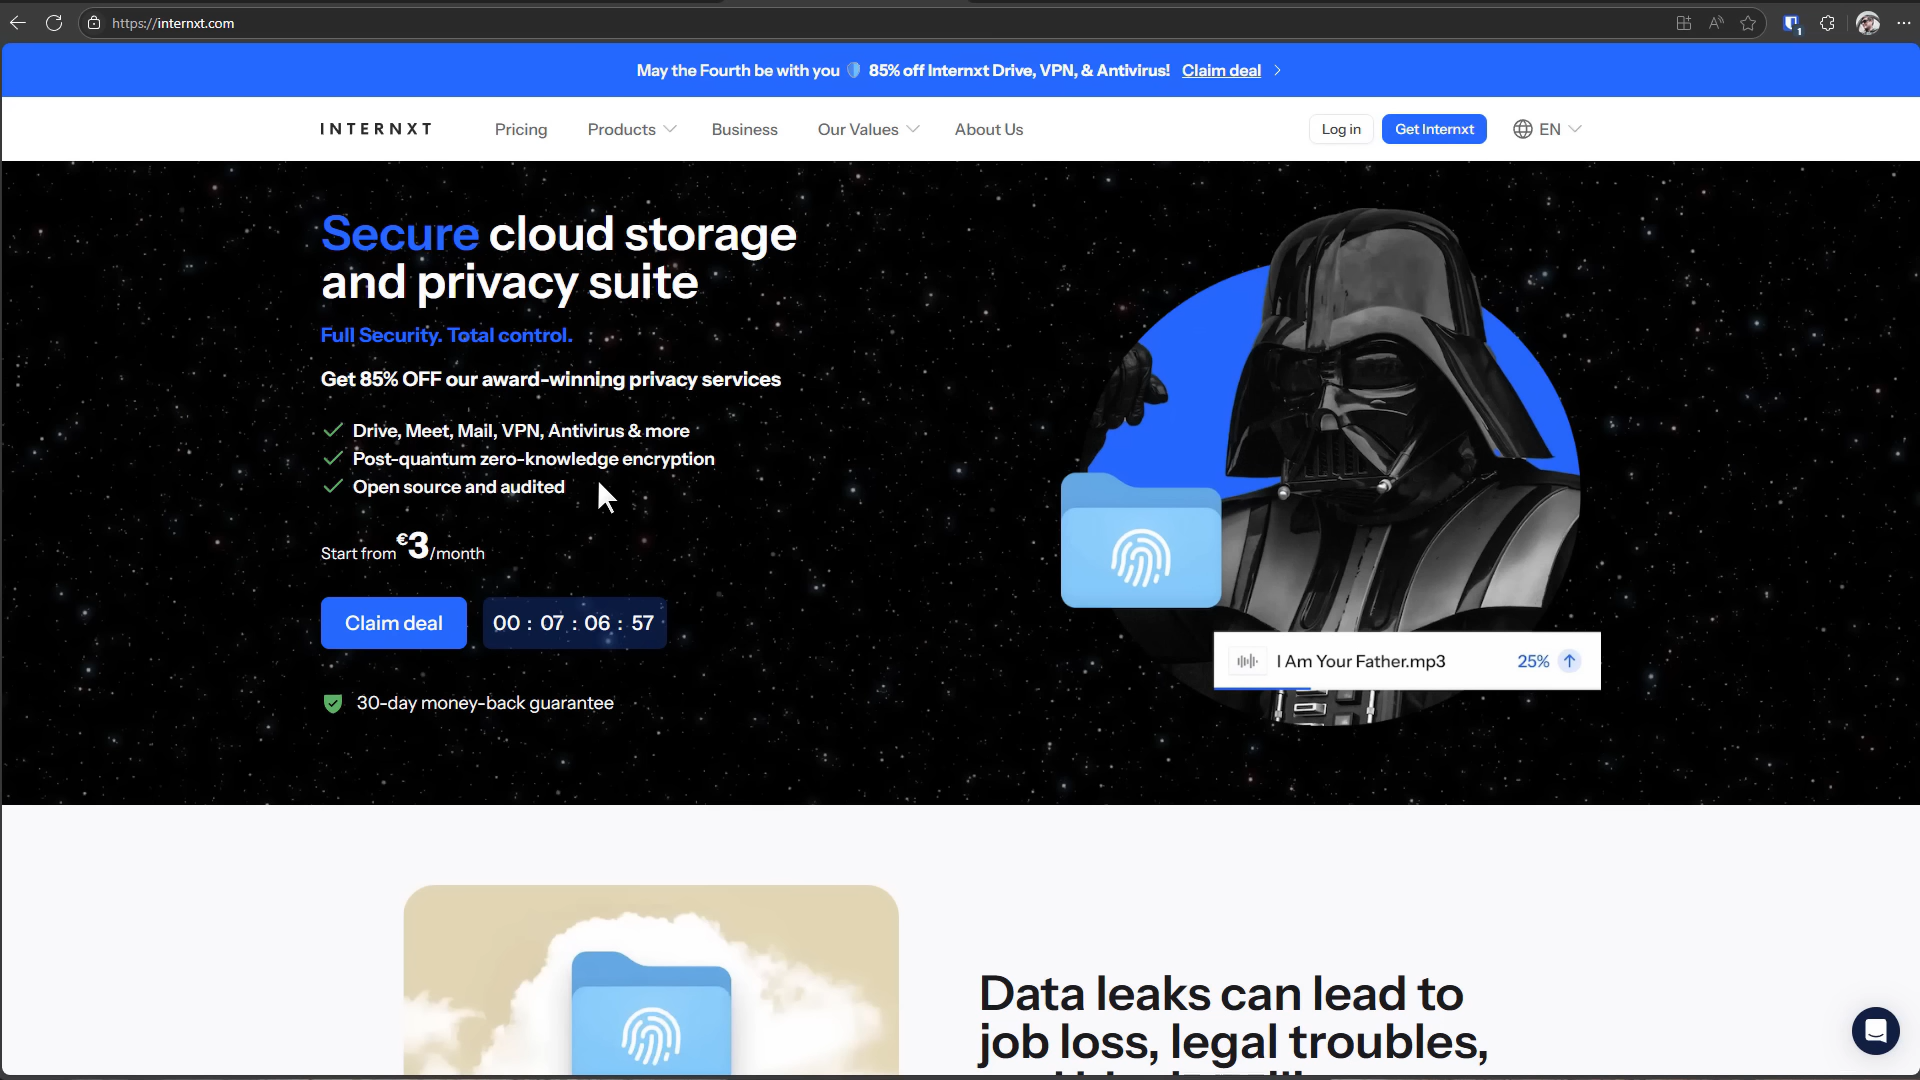 https://internxt.com
1
May the Fourth be with you 85% off Internxt Drive, VPN, & Antivirus! Claim deal
INTERNXT
Pricing
Products
Business
Our Values
About Us
Log in
Get Internxt
EN
Secure cloud storage
and privacy suite
Full Security. Total control.
Get 85% OFF our award-winning privacy services
Drive, Meet, Mail, VPN, Antivirus & more
Post-quantum zero-knowledge encryption
Open source and audited
Start from €3/month
Claim deal
00 : 07 : 06 : 57
30-day money-back guarantee
I Am Your Father.mp3
25%
Data leaks can lead to
job loss, legal troubles,